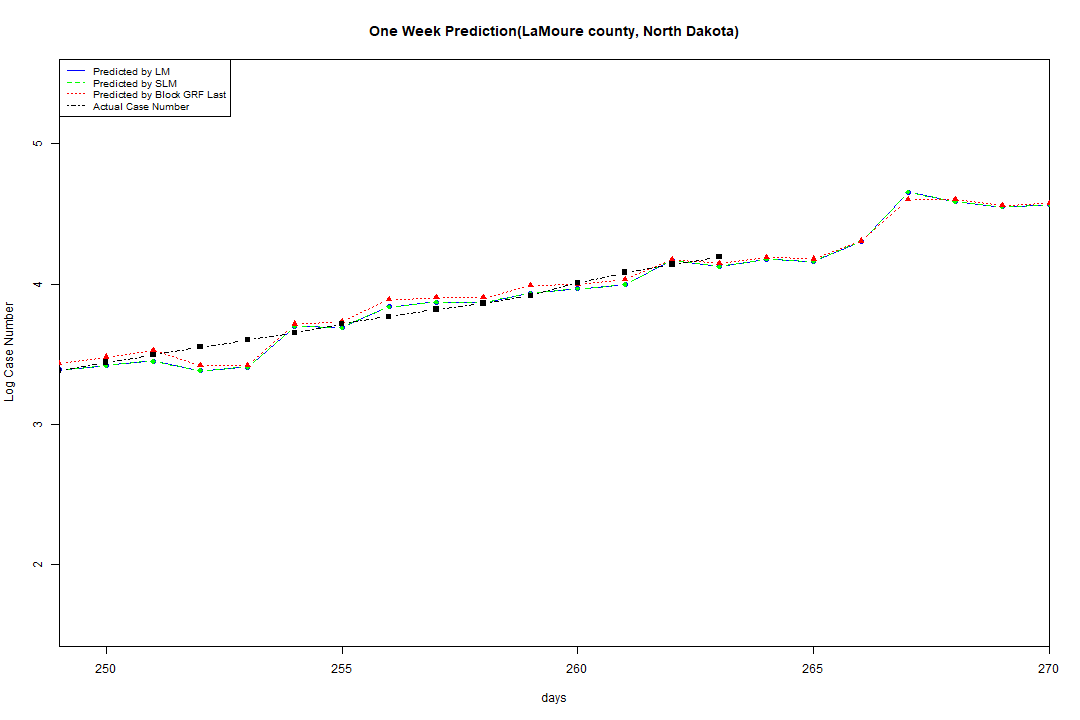 One Week Prediction(LaMoure county, North Dakota)
Predicted by LM
Predicted by SLM
Predicted by Block GRF Last
Actual Case Number
5
4
3
2
Log Case Number
250 255 260 265 270
days